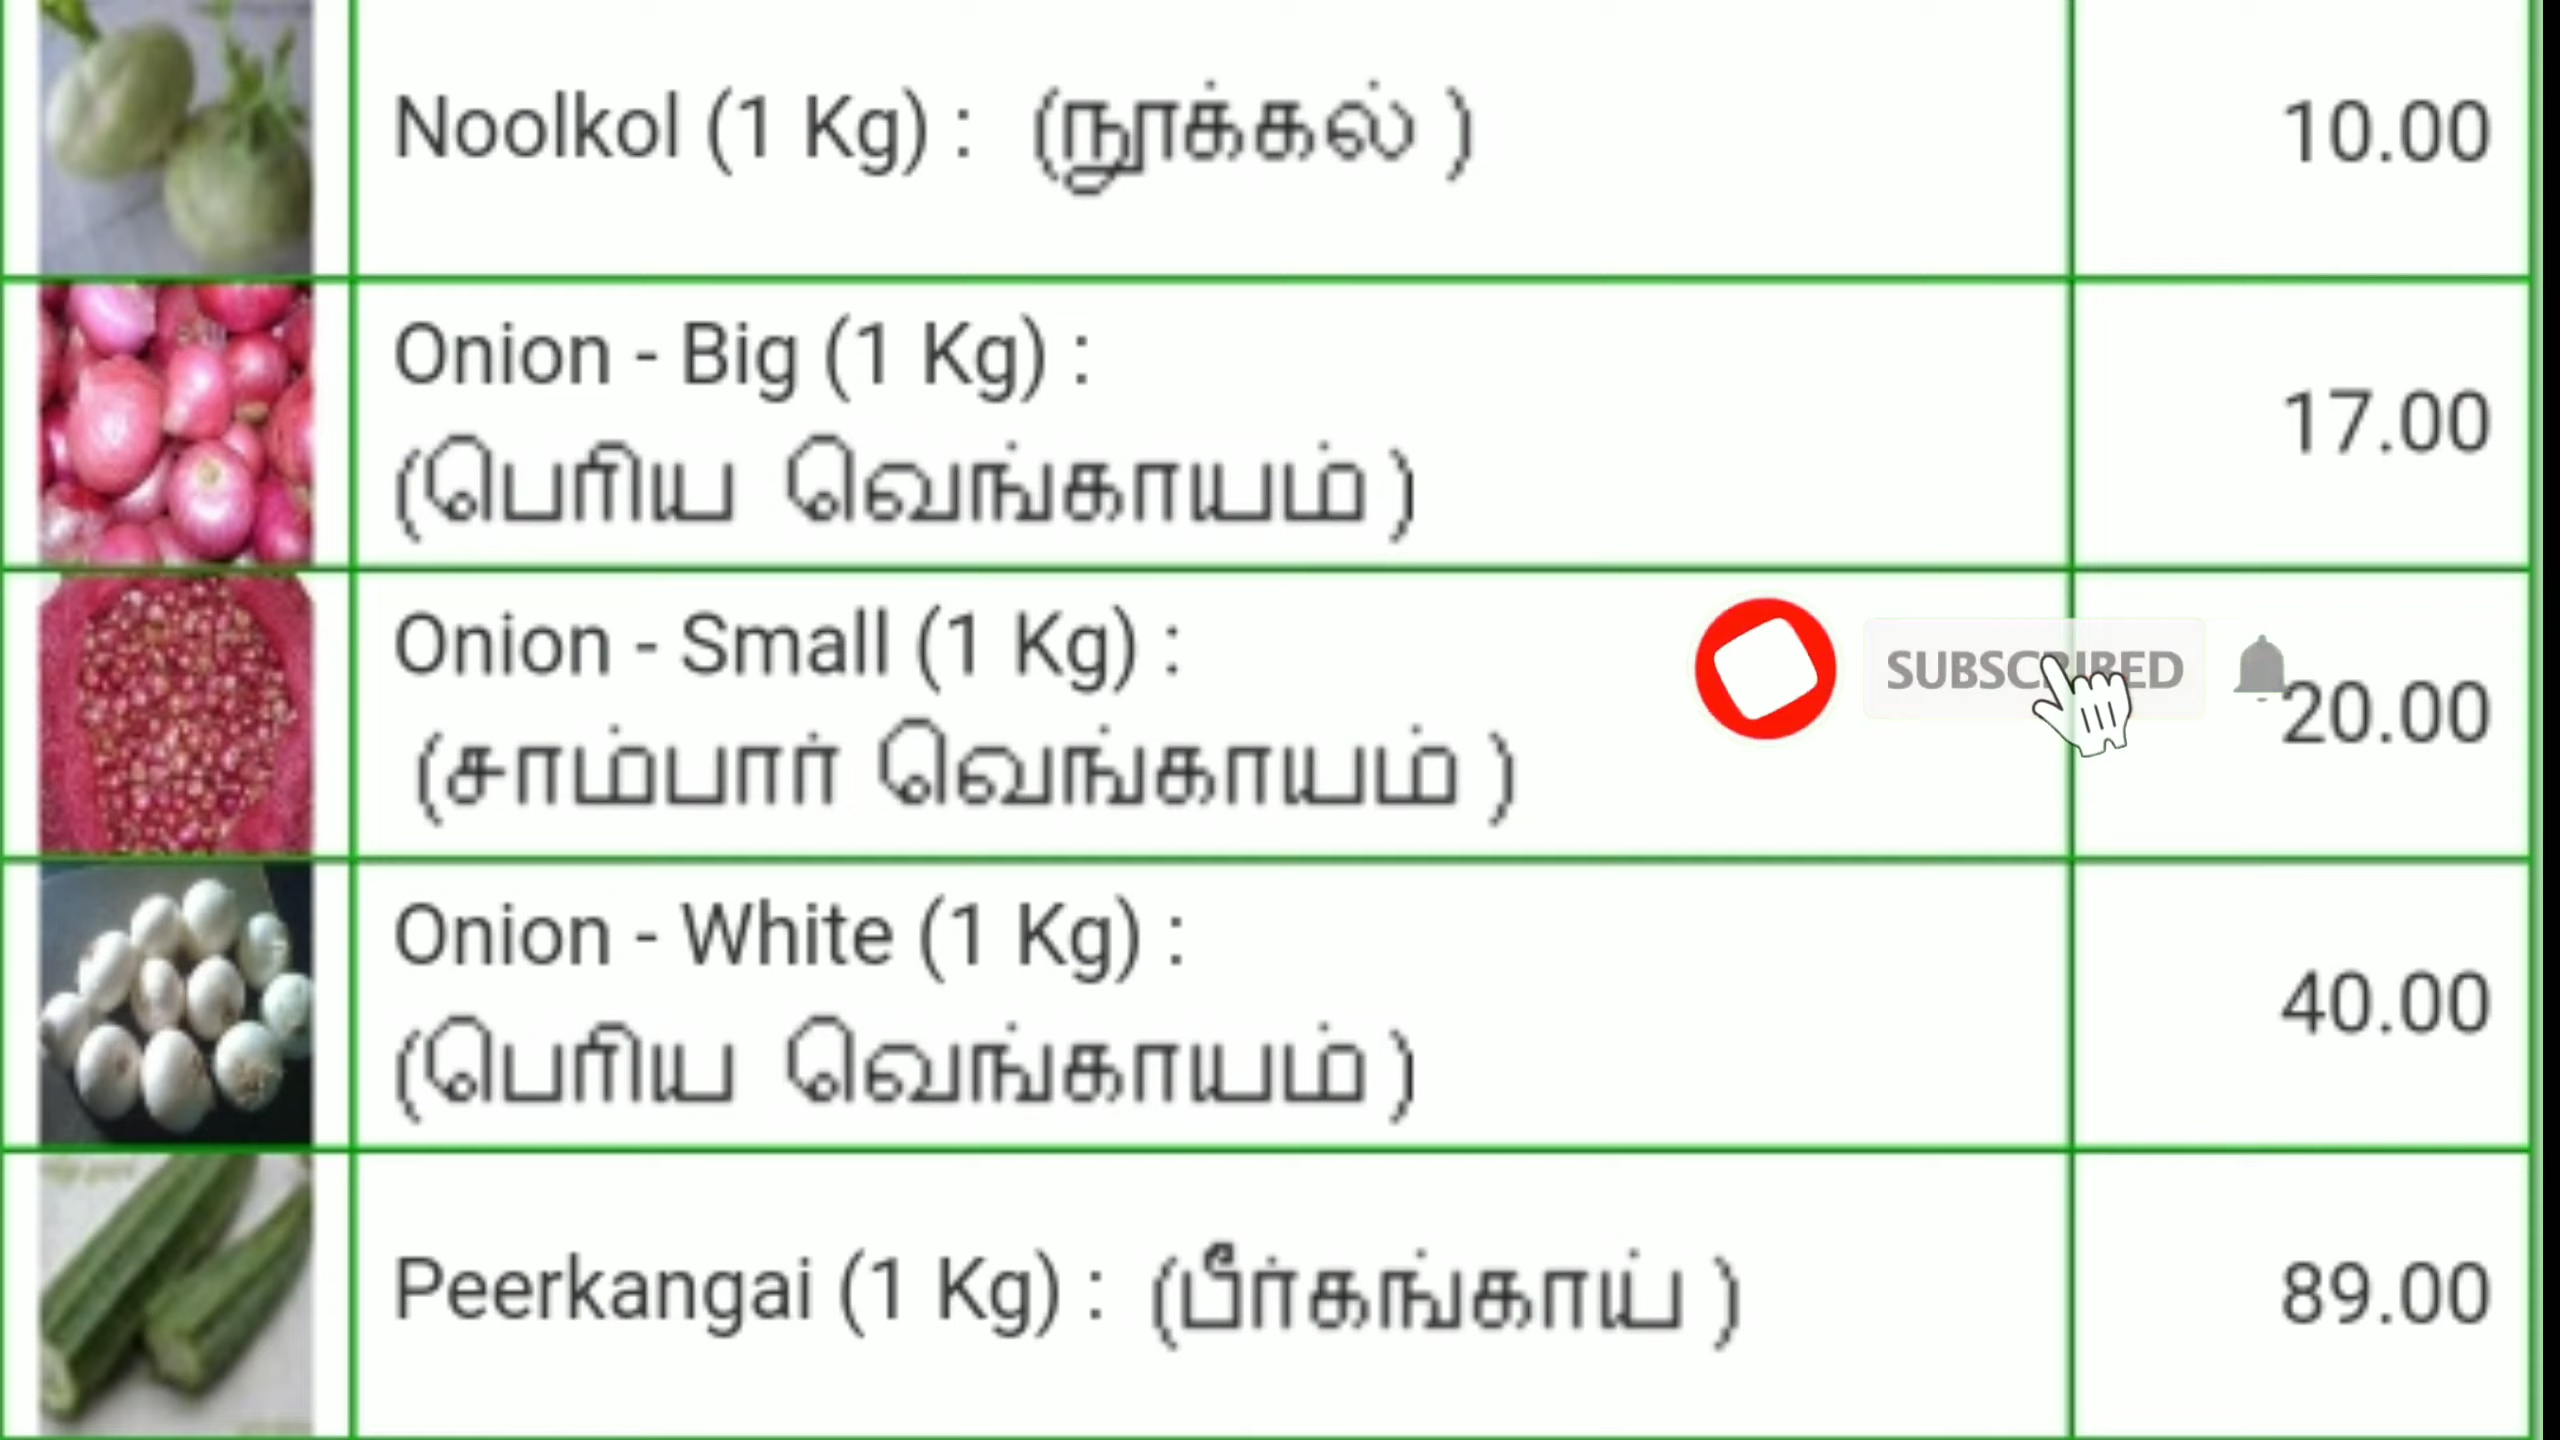 Noolkol (1 Kg) : (நூக்கல் ) 10.00
Onion - Big (1 Kg) :
(பெரிய வெங்காயம் ) 17.00
Onion - Small (1 Kg) :
SUBSCRIBED
(சாம்பார் வெங்காயம் ) 20.00
Onion - White (1 Kg) :
(பெரிய வெங்காயம் ) 40.00
Peerkangai (1 Kg) : (பீர்கங்காய் ) 89.00